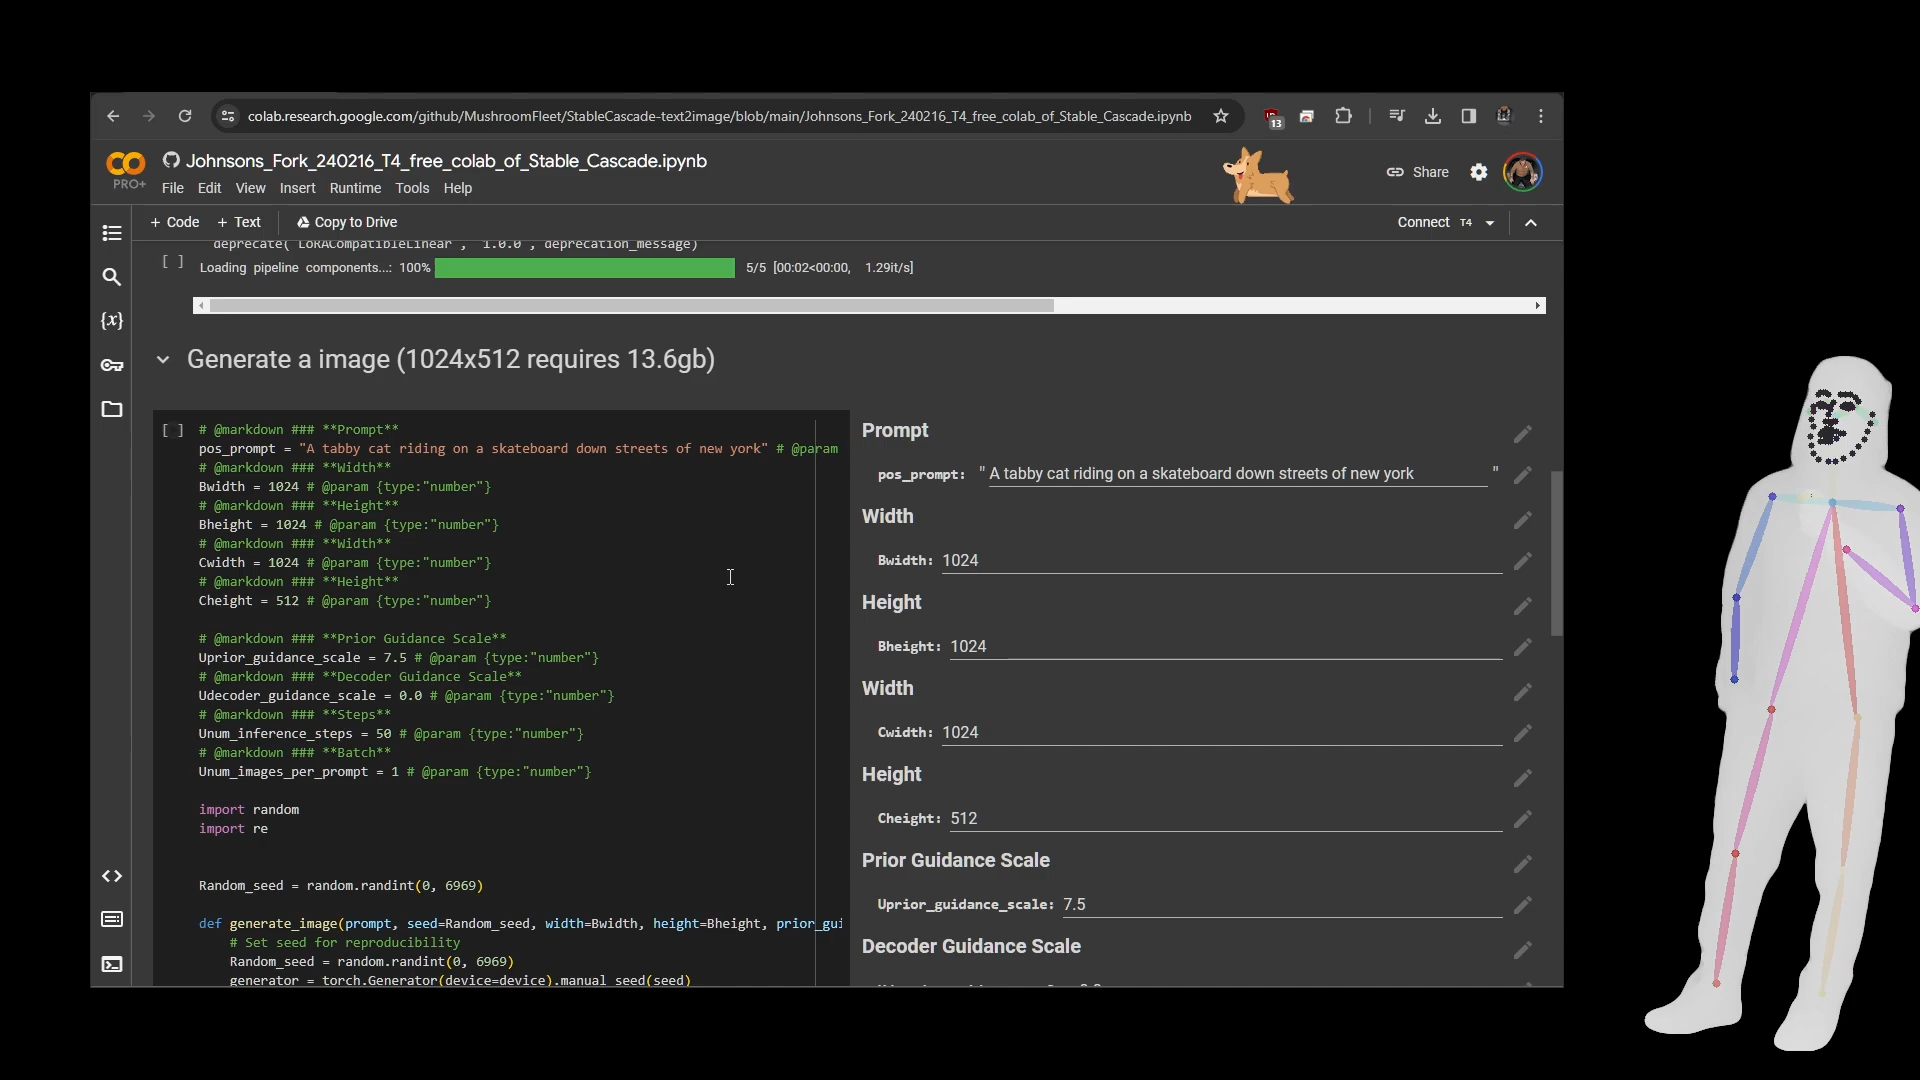 colab.research.google.com/github/MushroomFleet/StableCascade-text2image/blob/main/Johnsons_Fork_240216_T4_free_colab_of_Stable_Cascade.ipynb
13
CO
PRO+
Johnsons_Fork_240216_T4_free_colab_of_Stable_Cascade.ipynb
File Edit View Insert Runtime Tools Help
Share
+ Code + Text Copy to Drive
Connect T4
deprecate("LoRACompatibleLinear", "1.0.0", deprecation_message)
[ ] Loading pipeline components...: 100% 5/5 [00:02<00:00, 1.29it/s]
Generate a image (1024x512 requires 13.6gb)
{x}
[ ] # @markdown ### **Prompt**
pos_prompt = "A tabby cat riding on a skateboard down streets of new york" # @param
# @markdown ### **Width**
Bwidth = 1024 # @param {type:"number"}
# @markdown ### **Height**
Bheight = 1024 # @param {type:"number"}
# @markdown ### **Width**
Cwidth = 1024 # @param {type:"number"}
# @markdown ### **Height**
Cheight = 512 # @param {type:"number"}
# @markdown ### **Prior Guidance Scale**
Uprior_guidance_scale = 7.5 # @param {type:"number"}
# @markdown ### **Decoder Guidance Scale**
Udecoder_guidance_scale = 0.0 # @param {type:"number"}
# @markdown ### **Steps**
Unum_inference_steps = 50 # @param {type:"number"}
# @markdown ### **Batch**
Unum_images_per_prompt = 1 # @param {type:"number"}
import random
import re
Random_seed = random.randint(0, 6969)
def generate_image(prompt, seed=Random_seed, width=Bwidth, height=Bheight, prior_gui
# Set seed for reproducibility
Random_seed = random.randint(0, 6969)
generator = torch.Generator(device=device).manual_seed(seed)
Prompt
pos_prompt: " A tabby cat riding on a skateboard down streets of new york "
Width
Bwidth: 1024
Height
Bheight: 1024
Width
Cwidth: 1024
Height
Cheight: 512
Prior Guidance Scale
Uprior_guidance_scale: 7.5
Decoder Guidance Scale